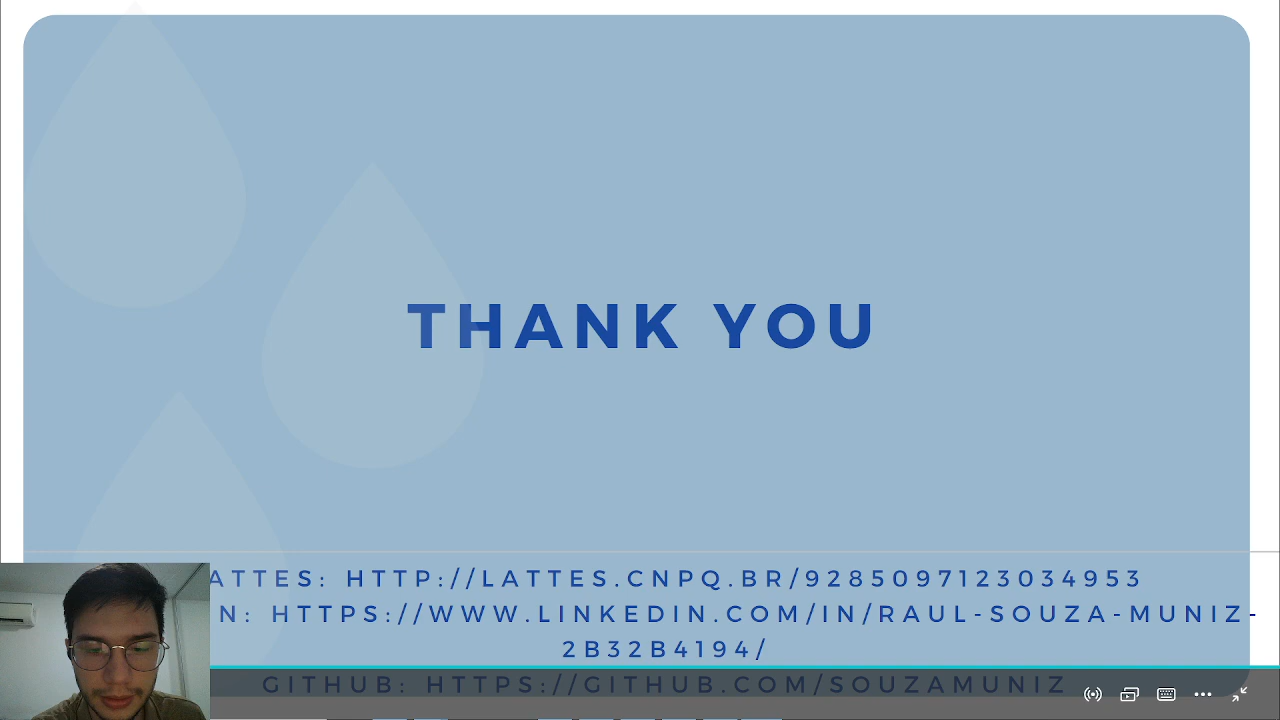 THANK YOU
ATTES: HTTP://LATTES.CNPQ.BR/9285097123034953
N: HTTPS://WWW.LINKEDIN.COM/IN/RAUL-SOUZA-MUNIZ-
2B32B4194/
GITHUB: HTTPS://GITHUB.COM/SOUZAMUNIZ